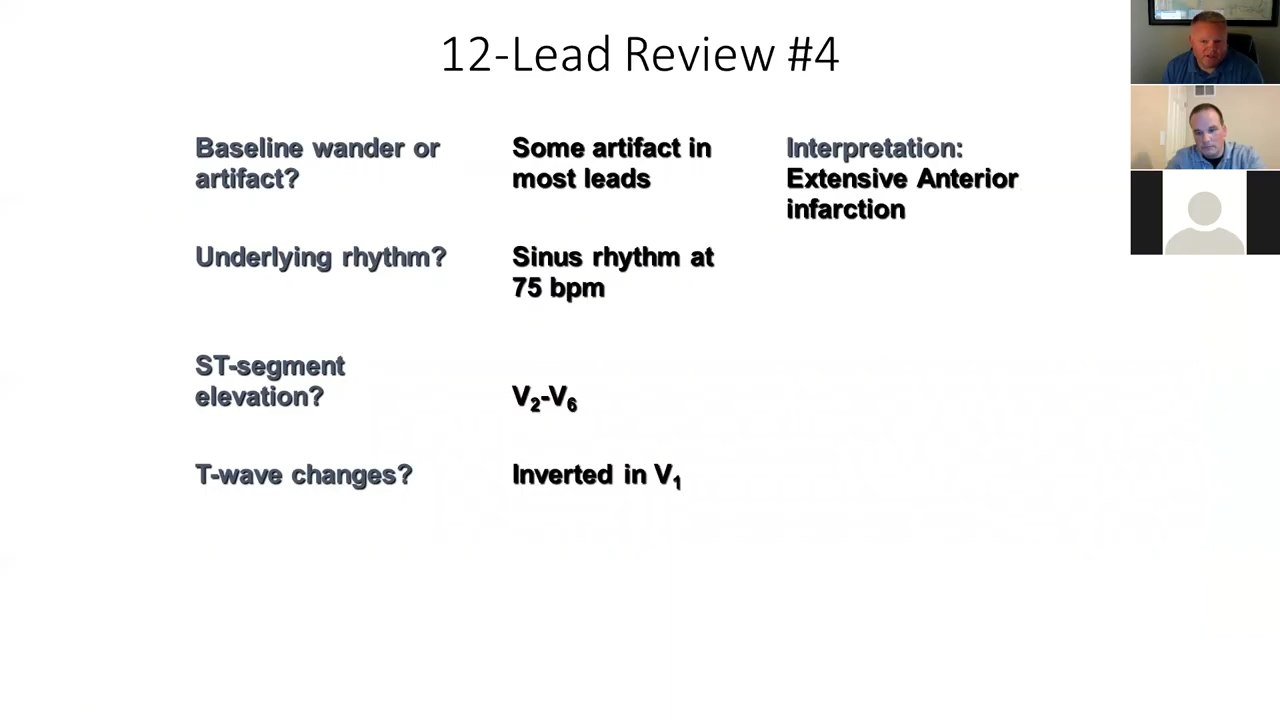 12-Lead Review #4
Baseline wander or
artifact?
Some artifact in
most leads
Interpretation:
Extensive Anterior
infarction
Underlying rhythm?
Sinus rhythm at
75 bpm
ST-segment
elevation?
V₂-V₆
T-wave changes?
Inverted in V₁